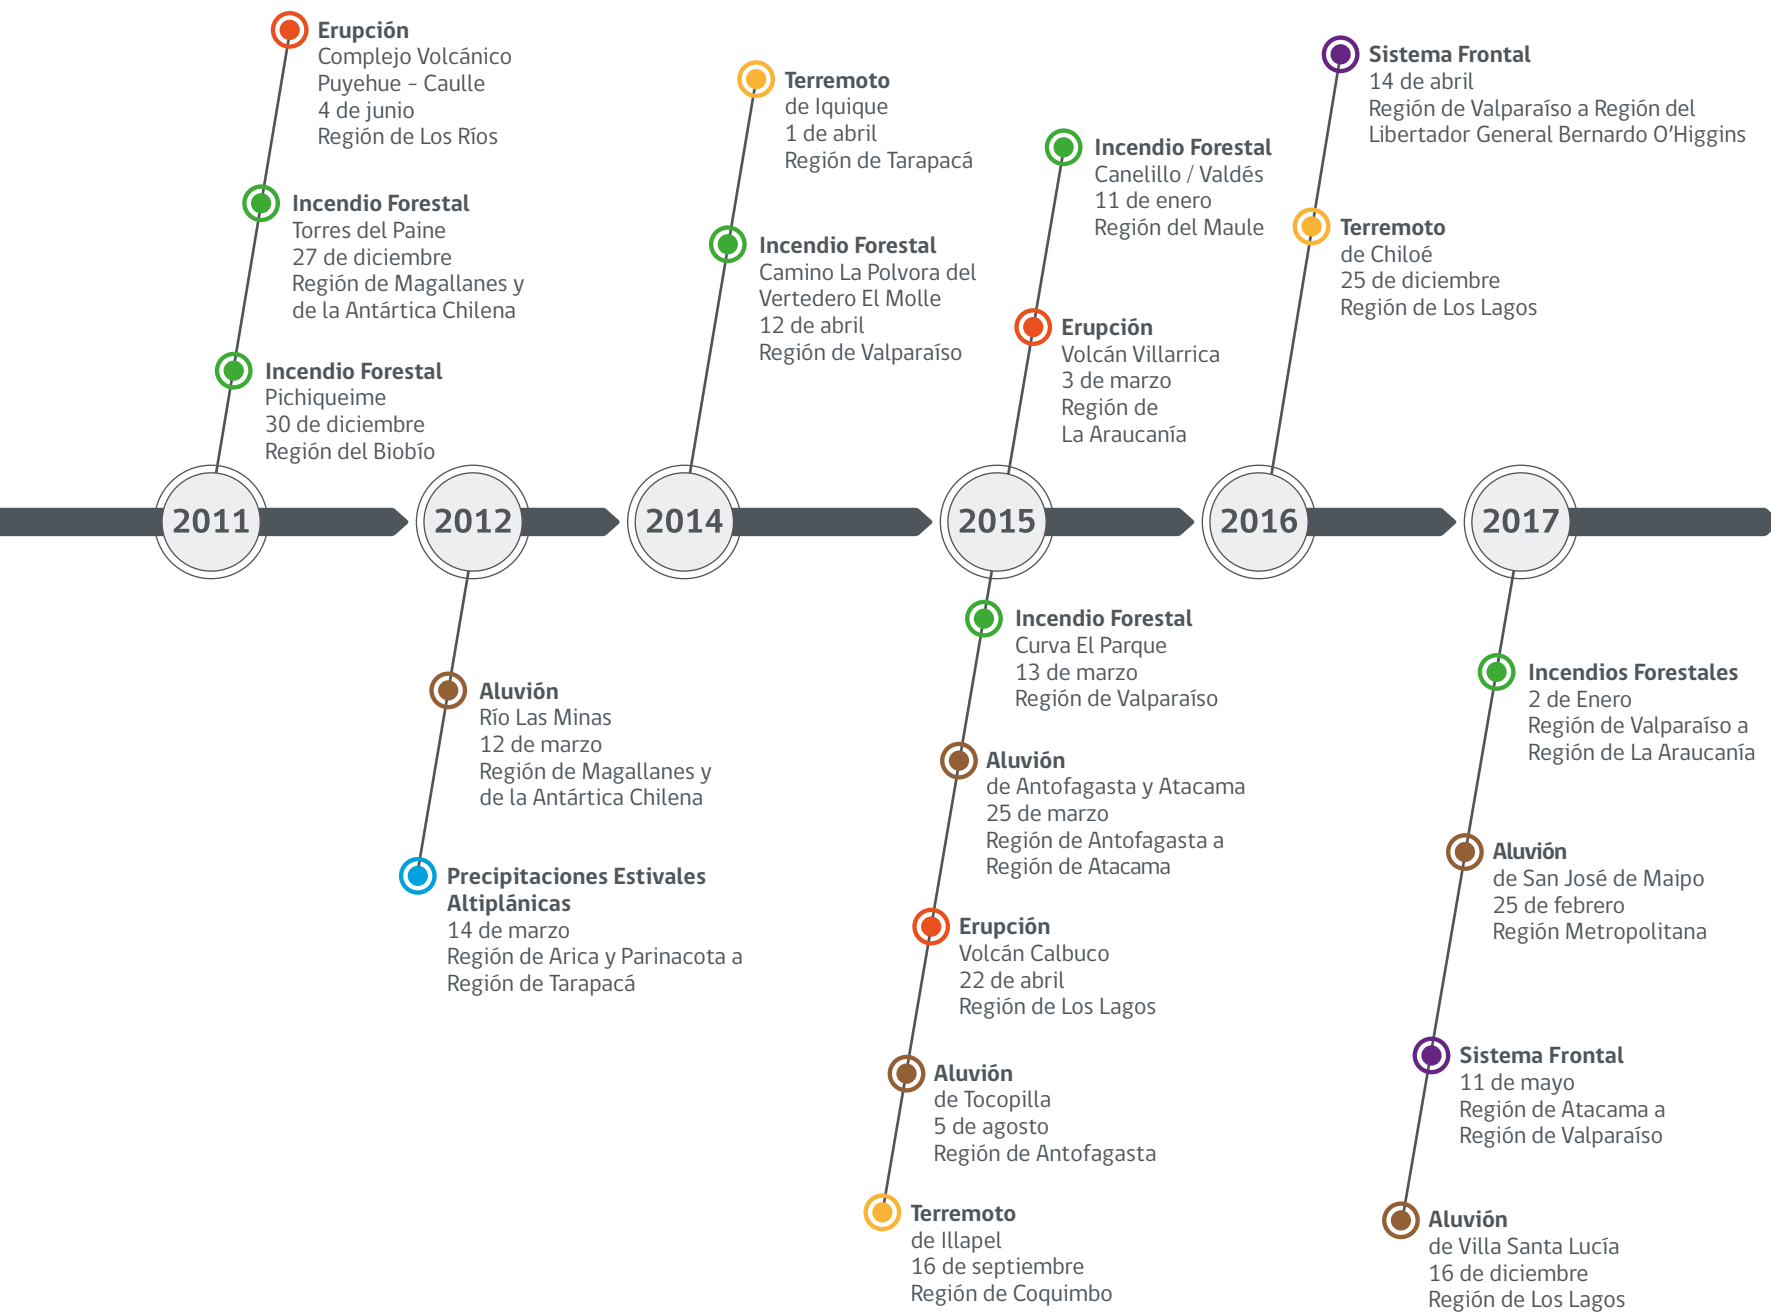 Erupción
Complejo Volcánico
Puyehue – Caulle
4 de junio
Región de Los Ríos
Incendio Forestal
Torres del Paine
27 de diciembre
Región de Magallanes y
de la Antártica Chilena
Incendio Forestal
Pichiqueime
30 de diciembre
Región del Biobío
2011
2012
Aluvión
Río Las Minas
12 de marzo
Región de Magallanes y
de la Antártica Chilena
Precipitaciones Estivales
Altiplánicas
14 de marzo
Región de Arica y Parinacota a
Región de Tarapacá
Terremoto
de Iquique
1 de abril
Región de Tarapacá
Incendio Forestal
Camino La Polvora del
Vertedero El Molle
12 de abril
Región de Valparaíso
2014
Incendio Forestal
Canelillo / Valdés
11 de enero
Región del Maule
Erupción
Volcán Villarrica
3 de marzo
Región de
La Araucanía
2015
Incendio Forestal
Curva El Parque
13 de marzo
Región de Valparaíso
Aluvión
de Antofagasta y Atacama
25 de marzo
Región de Antofagasta a
Región de Atacama
Erupción
Volcán Calbuco
22 de abril
Región de Los Lagos
Aluvión
de Tocopilla
5 de agosto
Región de Antofagasta
Terremoto
de Illapel
16 de septiembre
Región de Coquimbo
Sistema Frontal
14 de abril
Región de Valparaíso a Región del
Libertador General Bernardo O’Higgins
Terremoto
de Chiloé
25 de diciembre
Región de Los Lagos
2016
2017
Incendios Forestales
2 de Enero
Región de Valparaíso a
Región de La Araucanía
Aluvión
de San José de Maipo
25 de febrero
Región Metropolitana
Sistema Frontal
11 de mayo
Región de Atacama a
Región de Valparaíso
Aluvión
de Villa Santa Lucía
16 de diciembre
Región de Los Lagos